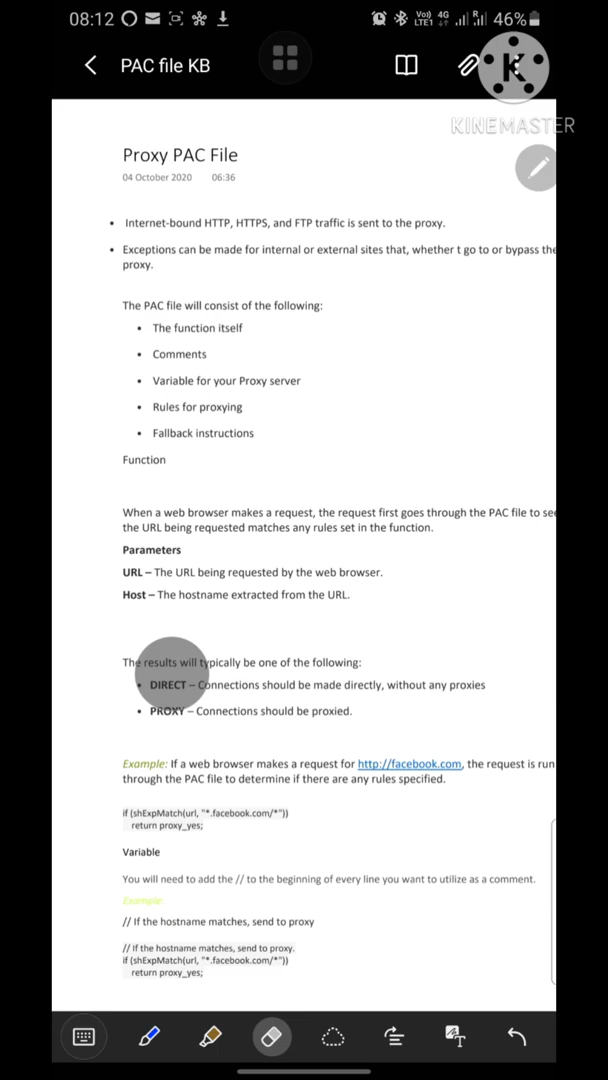 08:12
Vo)) LTE1 4G R 46%
PAC file KB
K
KINEMASTER
Proxy PAC File
04 October 2020 06:36
• Internet-bound HTTP, HTTPS, and FTP traffic is sent to the proxy.
• Exceptions can be made for internal or external sites that, whether t go to or bypass the
proxy.
The PAC file will consist of the following:
• The function itself
• Comments
• Variable for your Proxy server
• Rules for proxying
• Fallback instructions
Function
When a web browser makes a request, the request first goes through the PAC file to see
the URL being requested matches any rules set in the function.
Parameters
URL – The URL being requested by the web browser.
Host – The hostname extracted from the URL.
The results will typically be one of the following:
• DIRECT – Connections should be made directly, without any proxies
• PROXY – Connections should be proxied.
Example: If a web browser makes a request for http://facebook.com, the request is run
through the PAC file to determine if there are any rules specified.
if (shExpMatch(url, "*.facebook.com/*"))
return proxy_yes;
Variable
You will need to add the // to the beginning of every line you want to utilize as a comment.
Example:
// If the hostname matches, send to proxy
// If the hostname matches, send to proxy.
if (shExpMatch(url, "*.facebook.com/*"))
return proxy_yes;
T